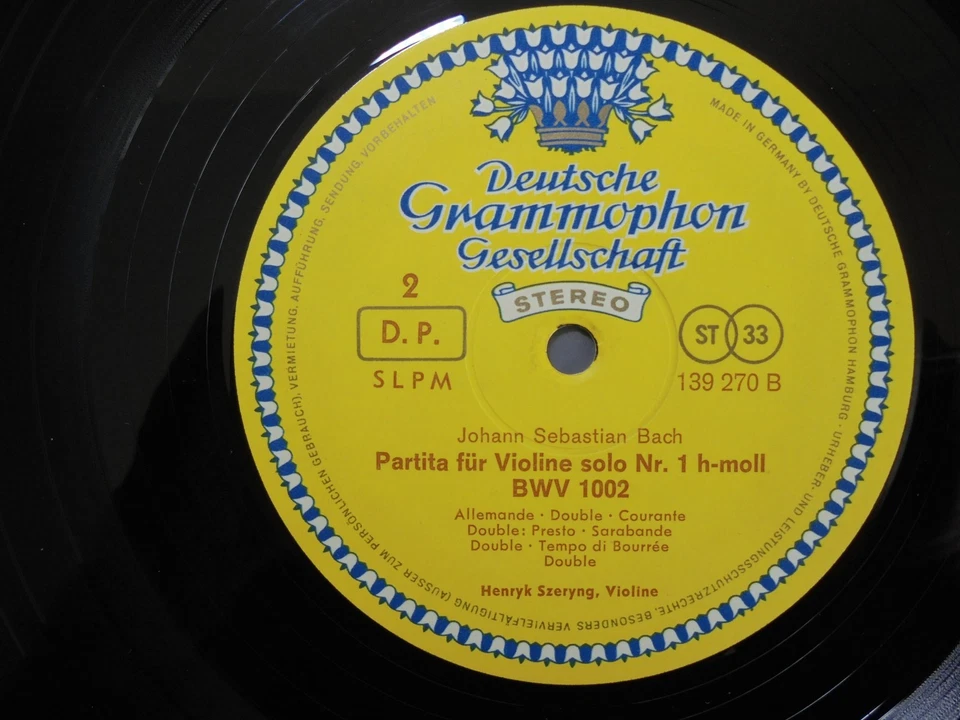 Deutsche
Grammophon
Gesellschaft
STEREO
2
D. P.
SLPM
ST 33
139 270 B
Johann Sebastian Bach
Partita für Violine solo Nr. 1 h-moll
BWV 1002
Allemande · Double · Courante
Double: Presto · Sarabande
Double · Tempo di Bourrée
Double
Henryk Szeryng, Violine
MADE IN GERMANY BY DEUTSCHE GRAMMOPHON HAMBURG · URHEBER- UND LEISTUNGSSCHUTZRECHTE, BESONDERS VERVIELFÄLTIGUNG (AUSSER ZUM PERSÖNLICHEN GEBRAUCH), VERMIETUNG, AUFFÜHRUNG, SENDUNG, VORBEHALTEN